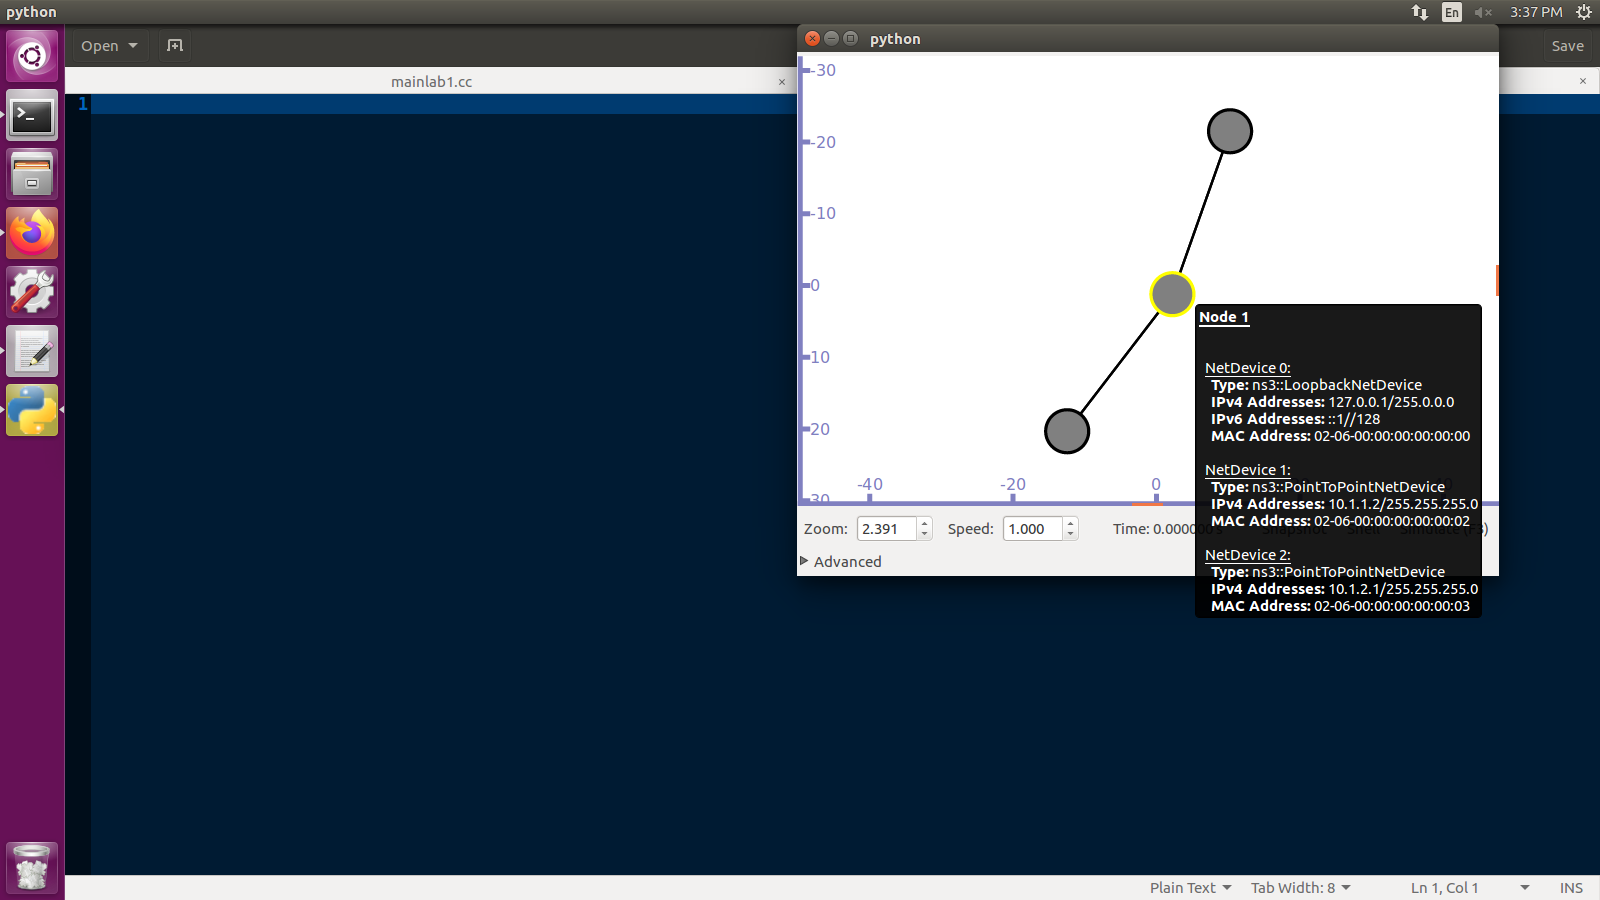 python
En
3:37 PM
Open
Save
mainlab1.cc
×
×
1
python
-30
-20
-10
0
10
20
30
-40
-20
0
Node 1
NetDevice 0:
Type: ns3::LoopbackNetDevice
IPv4 Addresses: 127.0.0.1/255.0.0.0
IPv6 Addresses: ::1//128
MAC Address: 02-06-00:00:00:00:00:00
NetDevice 1:
Type: ns3::PointToPointNetDevice
IPv4 Addresses: 10.1.1.2/255.255.255.0
MAC Address: 02-06-00:00:00:00:00:02
NetDevice 2:
Type: ns3::PointToPointNetDevice
IPv4 Addresses: 10.1.2.1/255.255.255.0
MAC Address: 02-06-00:00:00:00:00:03
Zoom: 2.391 Speed: 1.000 Time: 0.000000 s Snapshot Shell Simulate (F3)
Advanced
Plain Text Tab Width: 8 Ln 1, Col 1 INS